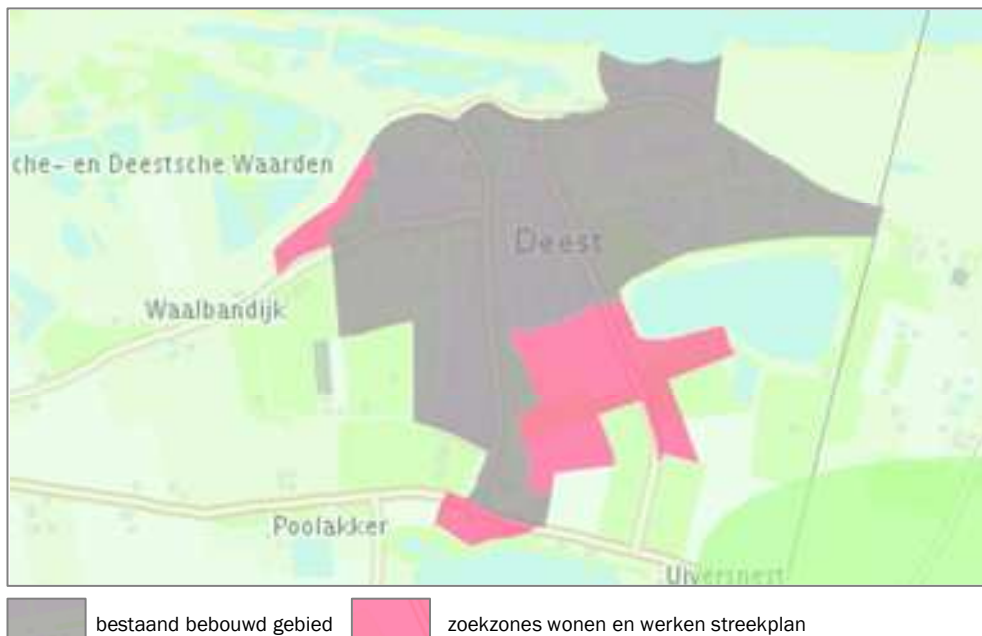 che- en Deestsche Waarden
Deest
Waalbandijk
Poolakker
Uiversnest
bestaand bebouwd gebied
zoekzones wonen en werken streekplan